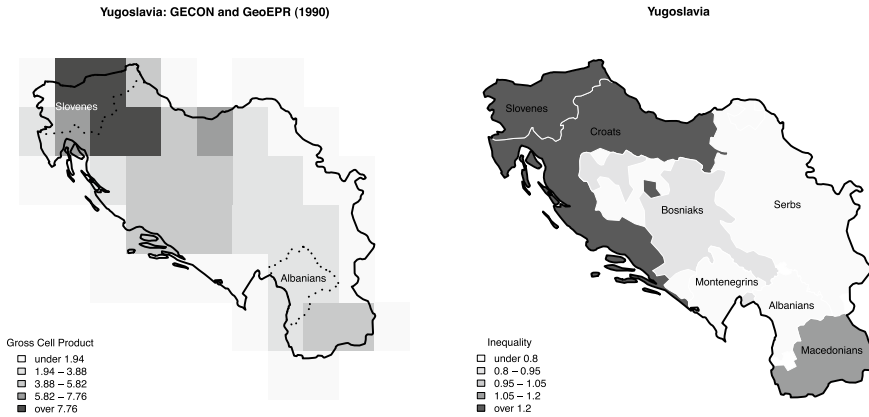 Yugoslavia: GECON and GeoEPR (1990)
Slovenes
Albanians
Gross Cell Product
under 1.94
1.94 – 3.88
3.88 – 5.82
5.82 – 7.76
over 7.76
Yugoslavia
Slovenes
Croats
Bosniaks
Serbs
Montenegrins
Albanians
Macedonians
Inequality
under 0.8
0.8 – 0.95
0.95 – 1.05
1.05 – 1.2
over 1.2